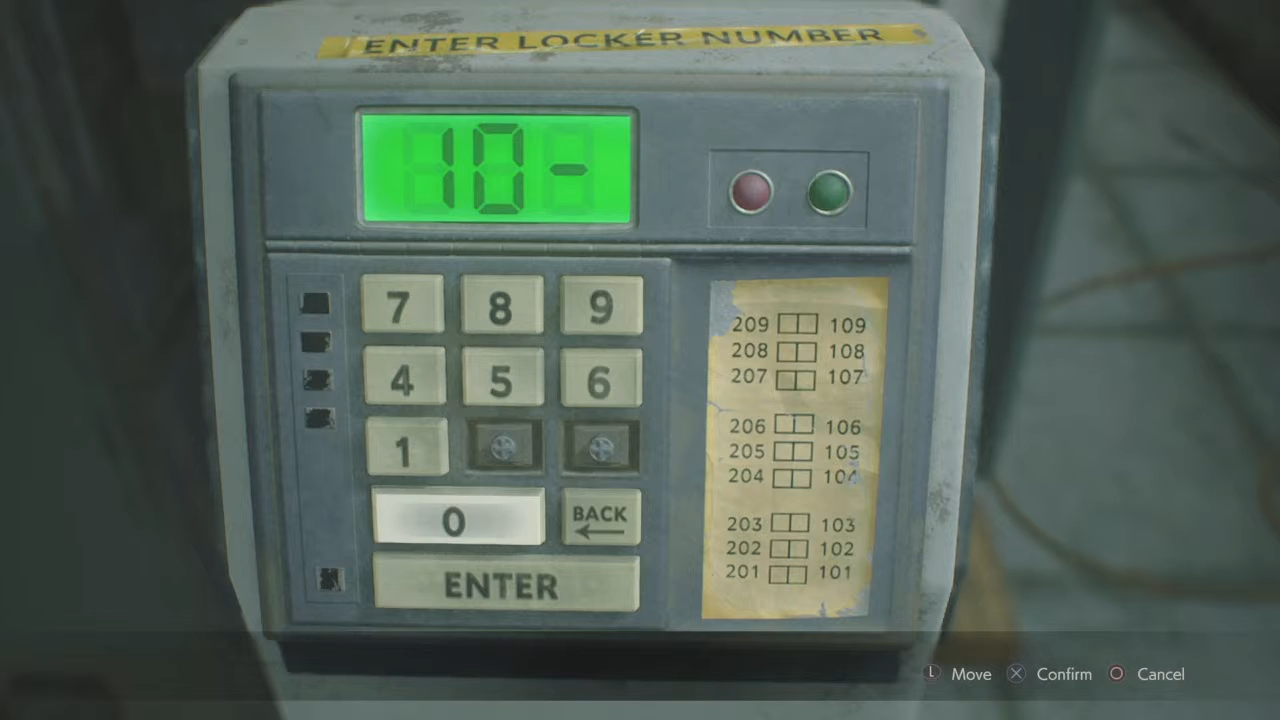 ENTER LOCKER NUMBER
10-
7 8 9
4 5 6
1
0 BACK
ENTER
209 109
208 108
207 107
206 106
205 105
204 104
203 103
202 102
201 101
L Move Confirm Cancel